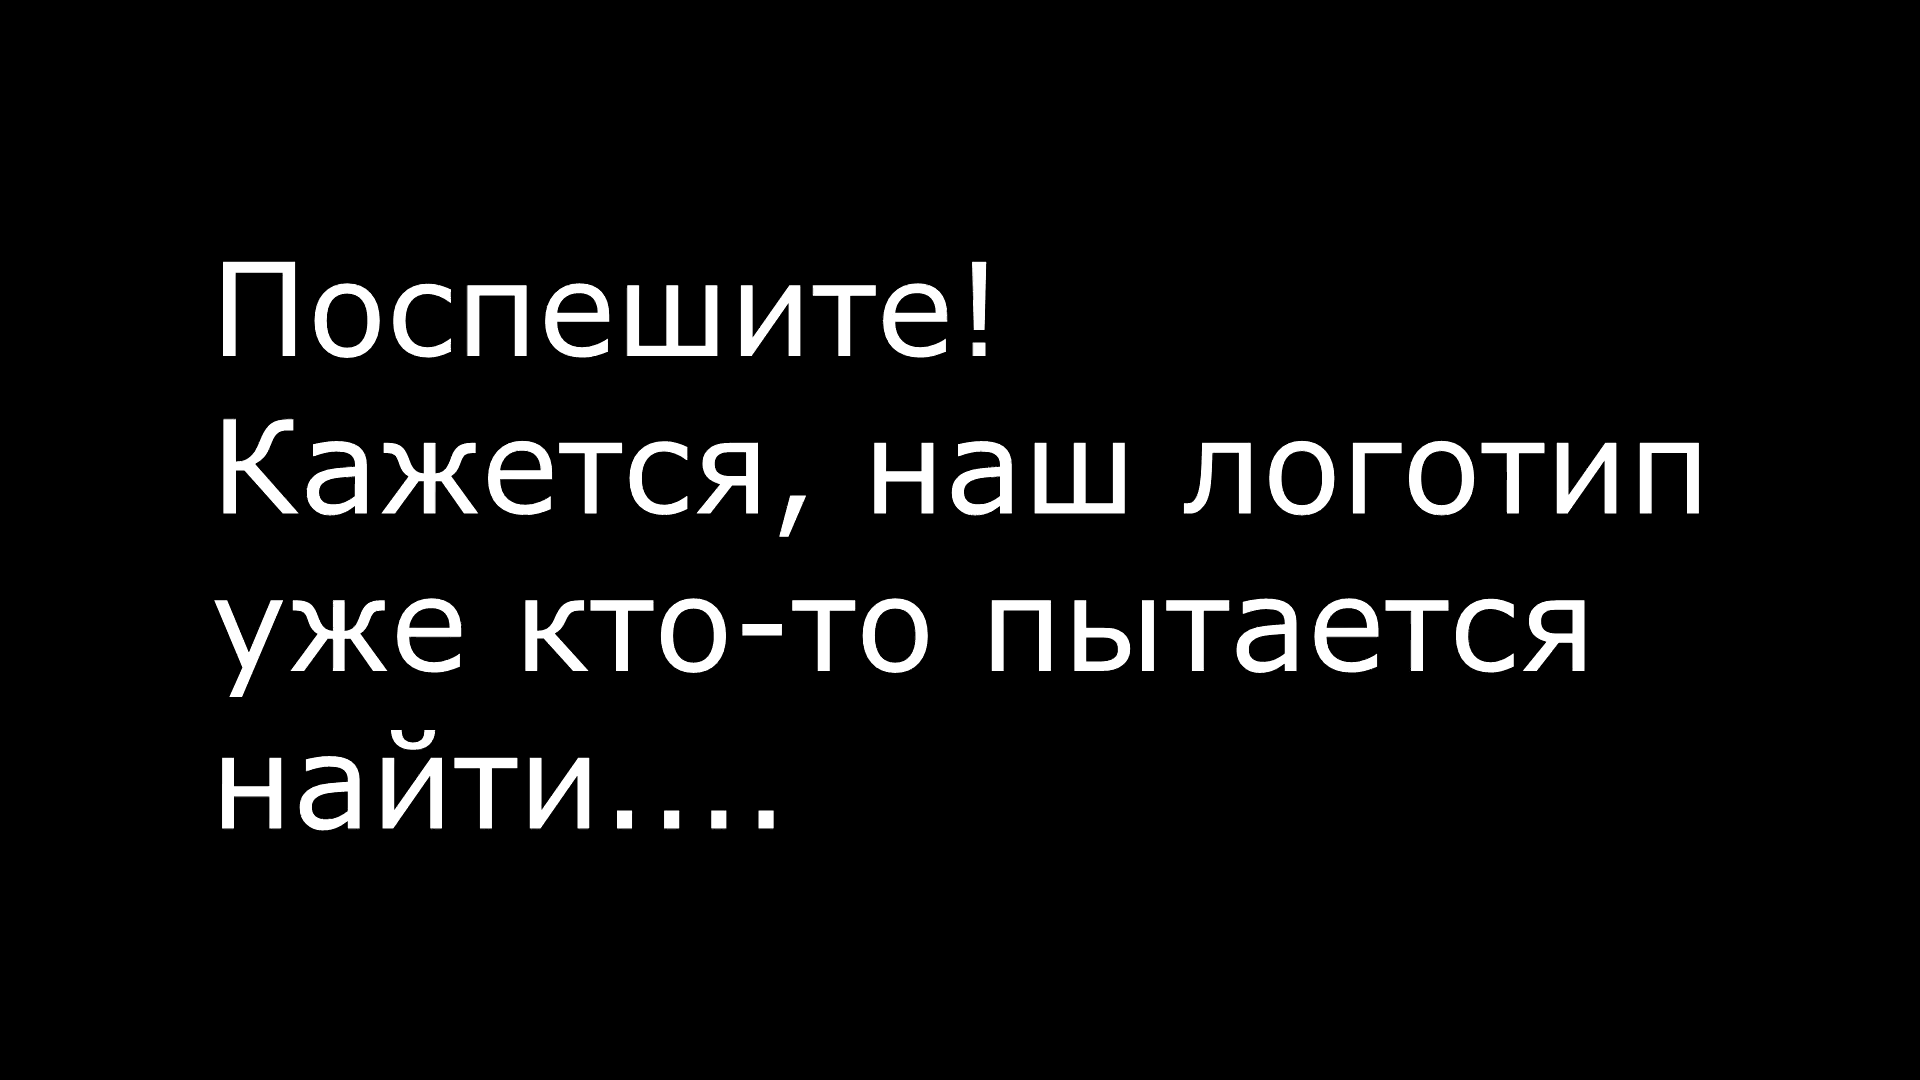 Поспешите!
Кажется, наш логотип
уже кто-то пытается
найти....